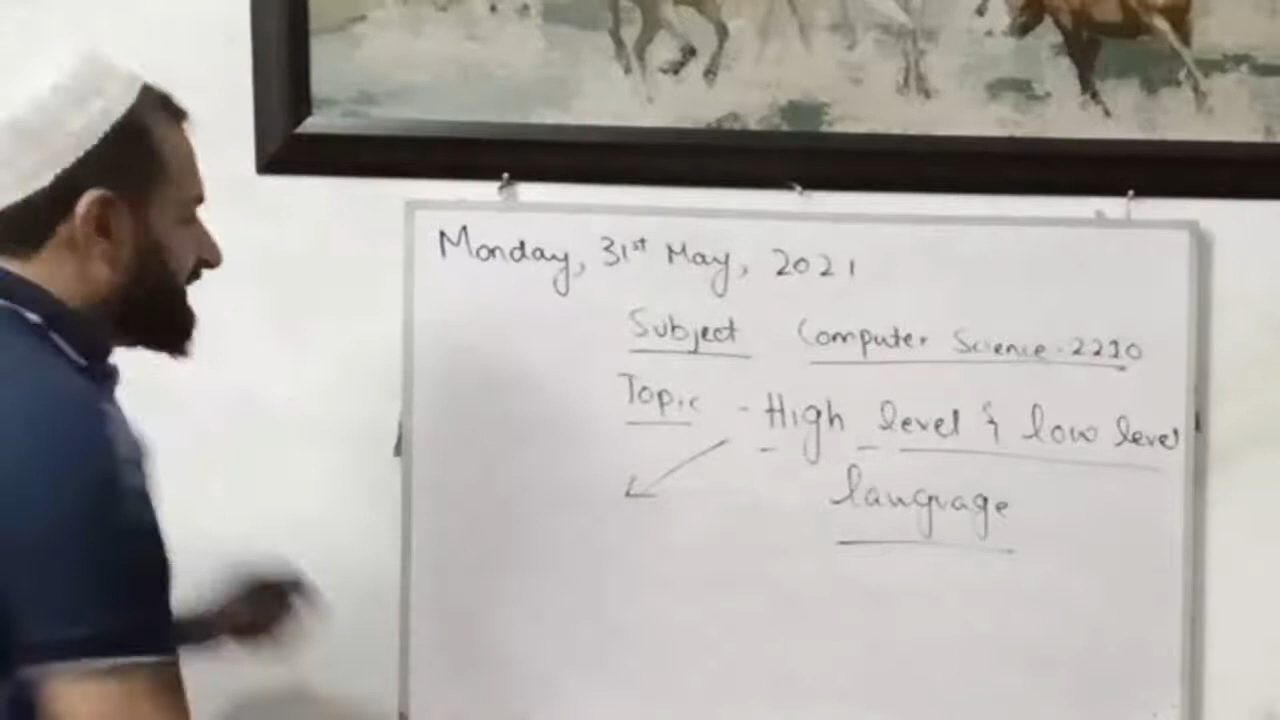 Monday, 31st May, 2021
Subject Computer Science-2210
Topic - High level & low level
language